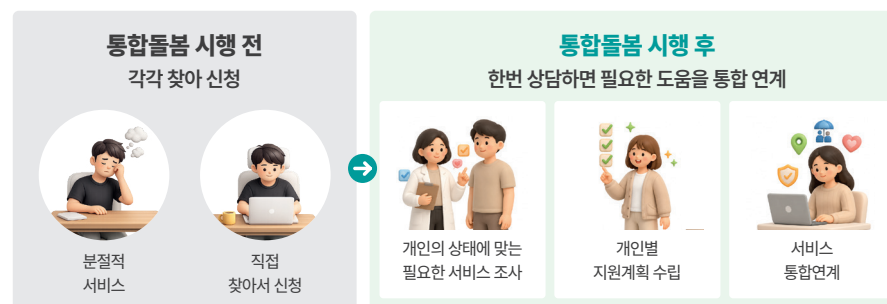 통합돌봄 시행 전
각각 찾아 신청
분절적
서비스
직접
찾아서 신청
통합돌봄 시행 후
한번 상담하면 필요한 도움을 통합 연계
개인의 상태에 맞는
필요한 서비스 조사
개인별
지원계획 수립
서비스
통합연계